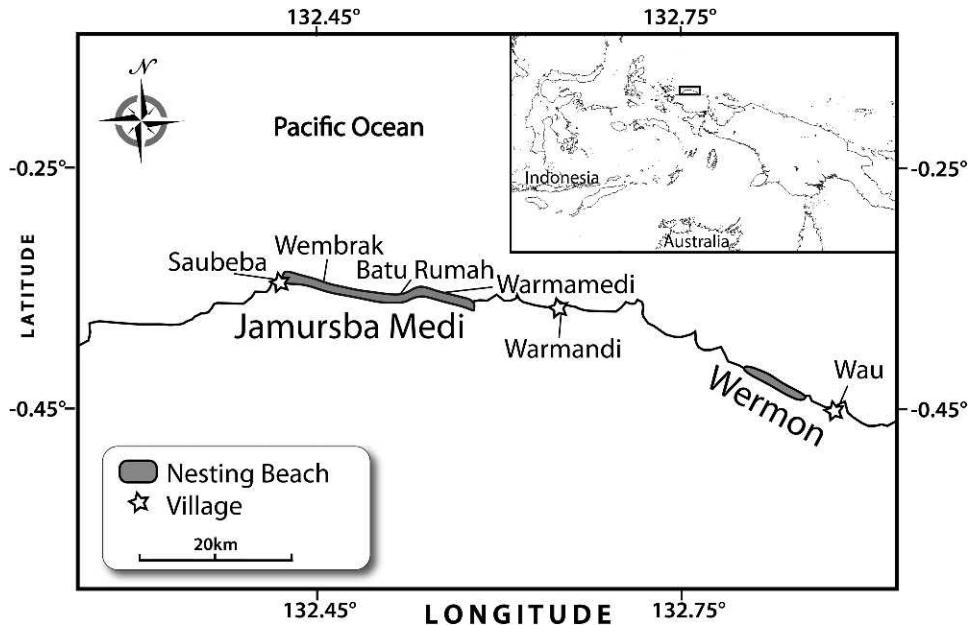 132.45°
132.75°
N
Pacific Ocean
-0.25°
-0.25°
Indonesia
Australia
LATITUDE
Saubeba
Wembrak
Batu Rumah
Warmamedi
Jamursba Medi
Warmandi
Wau
Wermon
-0.45°
-0.45°
Nesting Beach
Village
20km
132.45°
LONGITUDE
132.75°